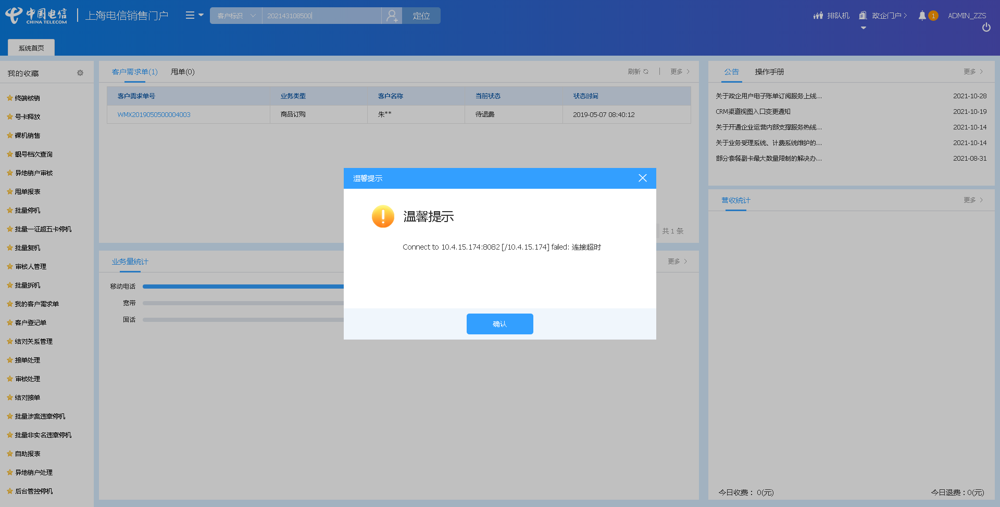 中国电信
CHINA TELECOM
上海电信销售门户
客户标识
202143108500
定位
排队机
政企门户
1
ADMIN_ZZS
系统首页
我的收藏
终端核销
号卡释放
裸机销售
靓号档次查询
异地销户审核
甩单报表
批量停机
批量一证超五卡停机
批量复机
审核人管理
批量拆机
我的客户需求单
客户登记单
结对关系管理
接单处理
审核处理
结对接单
批量涉案违章停机
批量非实名违章停机
自助报表
异地销户处理
后台管控停机
客户需求单(1)
甩单(0)
刷新
更多
客户需求单号 业务类型 客户名称 当前状态 状态时间
WMX2019050500004003 商品订购 朱** 待退费 2019-05-07 08:40:12
共 1 条
业务量统计
更多
移动电话
宽带
固话
温馨提示
温馨提示
Connect to 10.4.15.174:8082 [/10.4.15.174] failed: 连接超时
确认
公告
操作手册
更多
关于政企用户电子账单订阅服务上线... 2021-10-28
CRM渠道视图入口变更通知 2021-10-19
关于开通企业运营内部支撑服务热线... 2021-10-14
关于业务受理系统、计费系统维护的... 2021-10-14
部分套餐副卡最大数量限制的解决办... 2021-08-31
营收统计
更多
今日收费： 0(元)
今日退费：0(元)